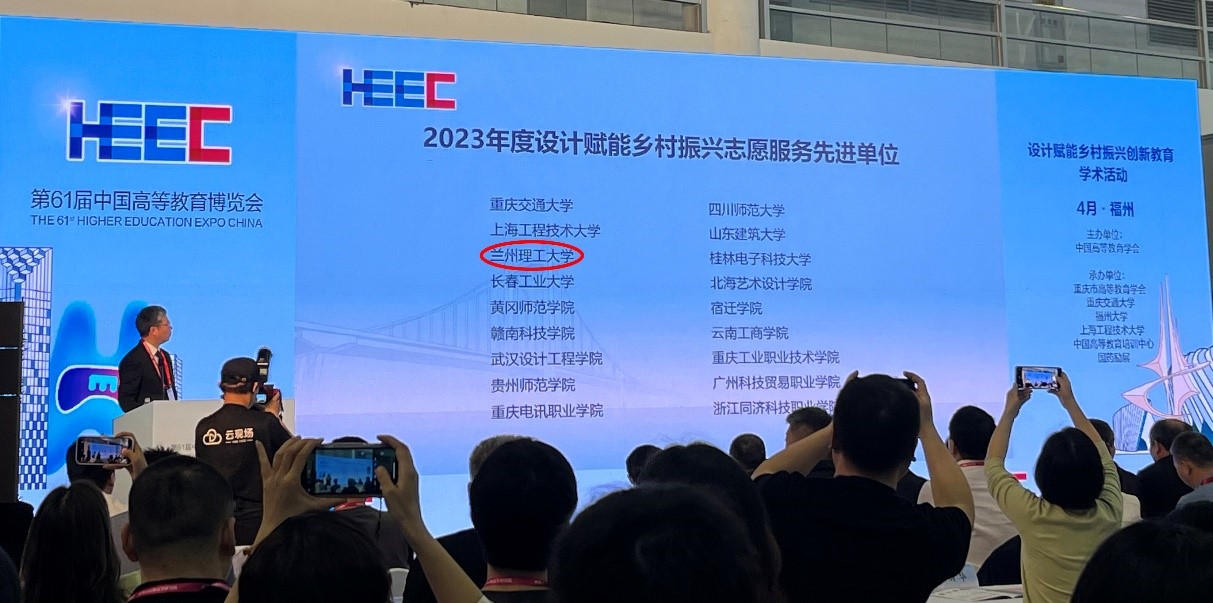 HEEC
第61届中国高等教育博览会
THE 61st HIGHER EDUCATION EXPO CHINA
HEEC
2023年度设计赋能乡村振兴志愿服务先进单位
重庆交通大学
上海工程技术大学
兰州理工大学
长春工业大学
黄冈师范学院
赣南科技学院
武汉设计工程学院
贵州师范学院
重庆电讯职业学院
四川师范大学
山东建筑大学
桂林电子科技大学
北海艺术设计学院
宿迁学院
云南工商学院
重庆工业职业技术学院
广州科技贸易职业学院
浙江同济科技职业学院
设计赋能乡村振兴创新教育
学术活动
4月·福州
主办单位:
中国高等教育学会
承办单位:
重庆市高等教育学会
重庆交通大学
福州大学
上海工程技术大学
中国高等教育培训中心
国药励展
云现场
第61届